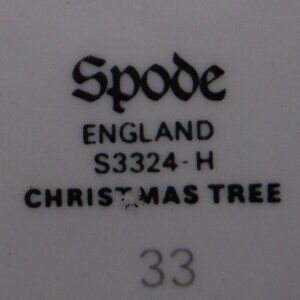 Spode
ENGLAND
S3324-H
CHRISTMAS TREE
33